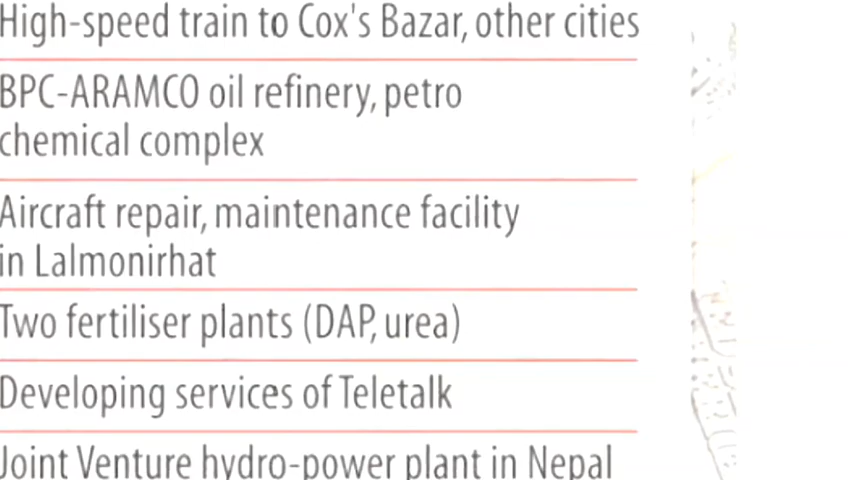 High-speed train to Cox's Bazar, other cities
BPC-ARAMCO oil refinery, petro
chemical complex
Aircraft repair, maintenance facility
in Lalmonirhat
Two fertiliser plants (DAP, urea)
Developing services of Teletalk
Joint Venture hydro-power plant in Nepal